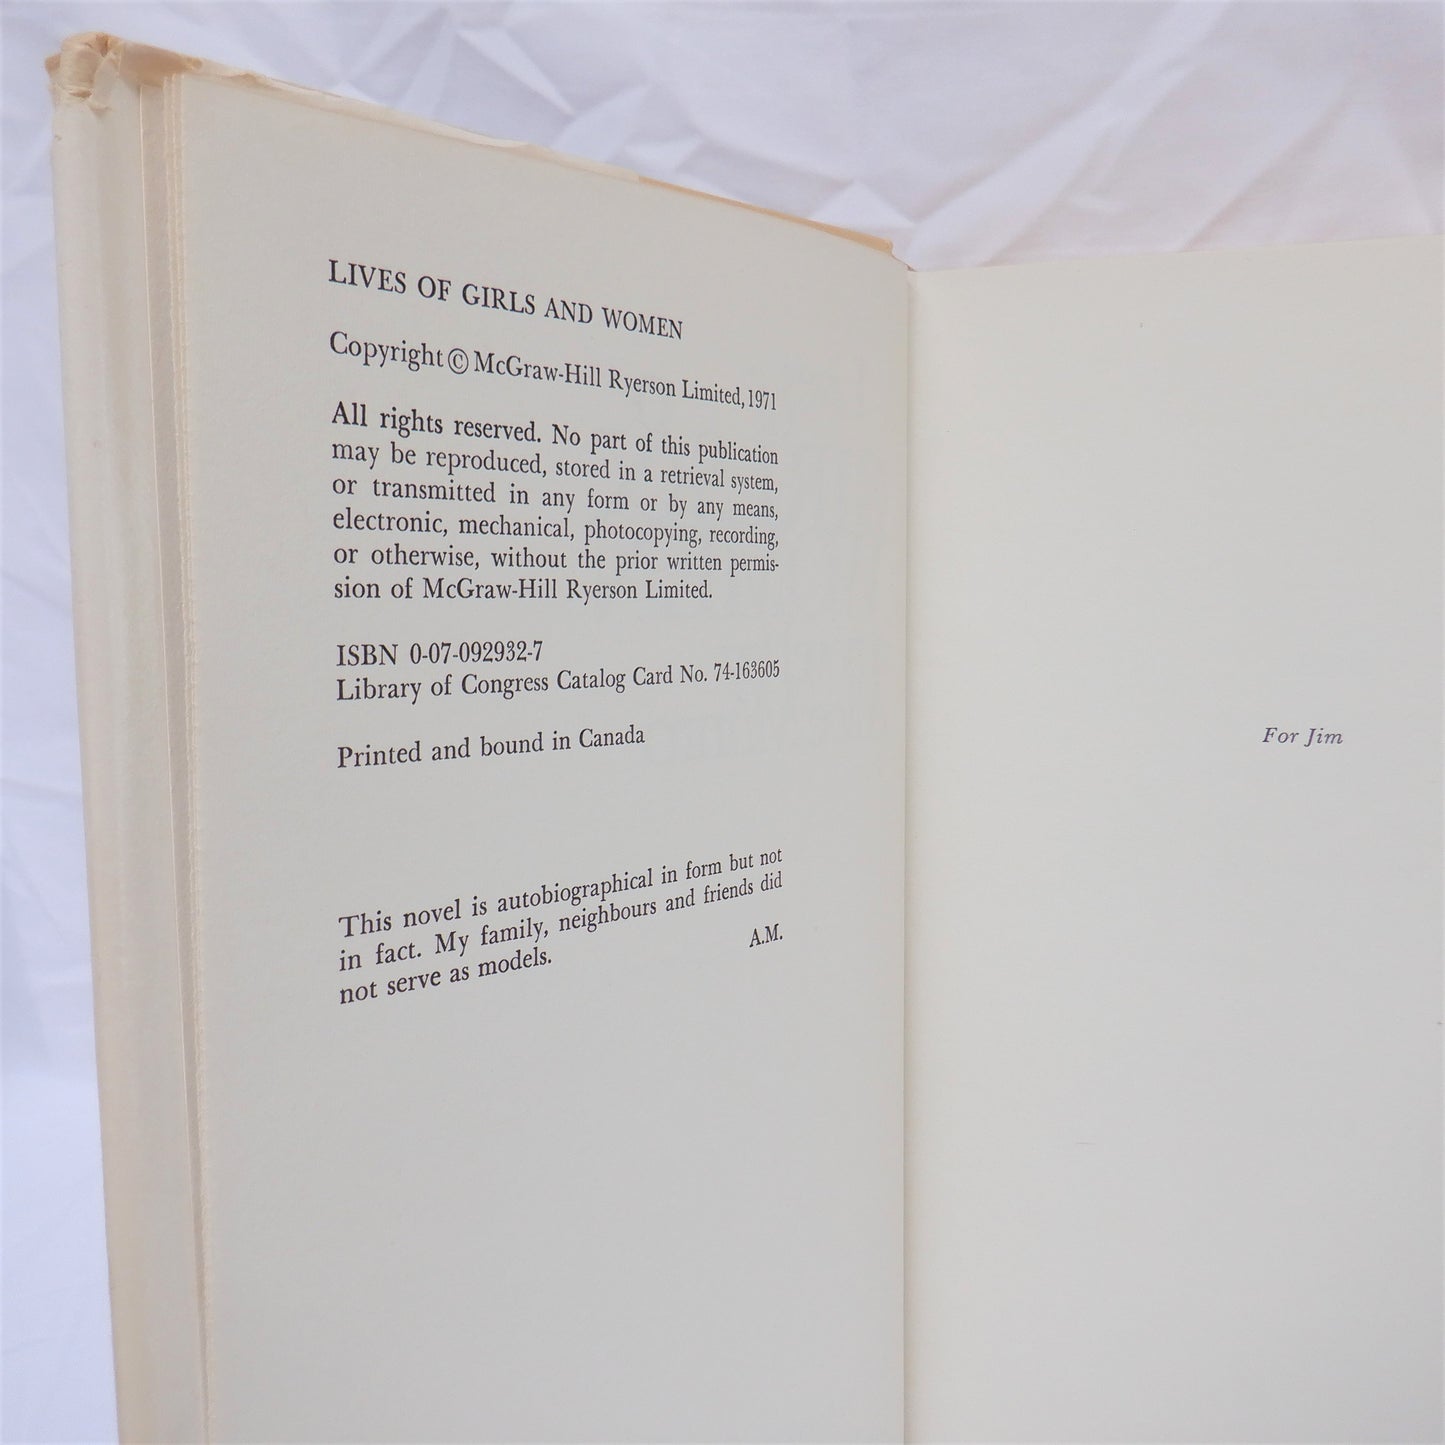 LIVES OF GIRLS AND WOMEN
Copyright © McGraw-Hill Ryerson Limited, 1971
All rights reserved. No part of this publication
may be reproduced, stored in a retrieval system,
or transmitted in any form or by any means,
electronic, mechanical, photocopying, recording,
or otherwise, without the prior written permis-
sion of McGraw-Hill Ryerson Limited.
ISBN 0-07-092932-7
Library of Congress Catalog Card No. 74-163605
Printed and bound in Canada
This novel is autobiographical in form but not
in fact. My family, neighbours and friends did
not serve as models.
A.M.
For Jim